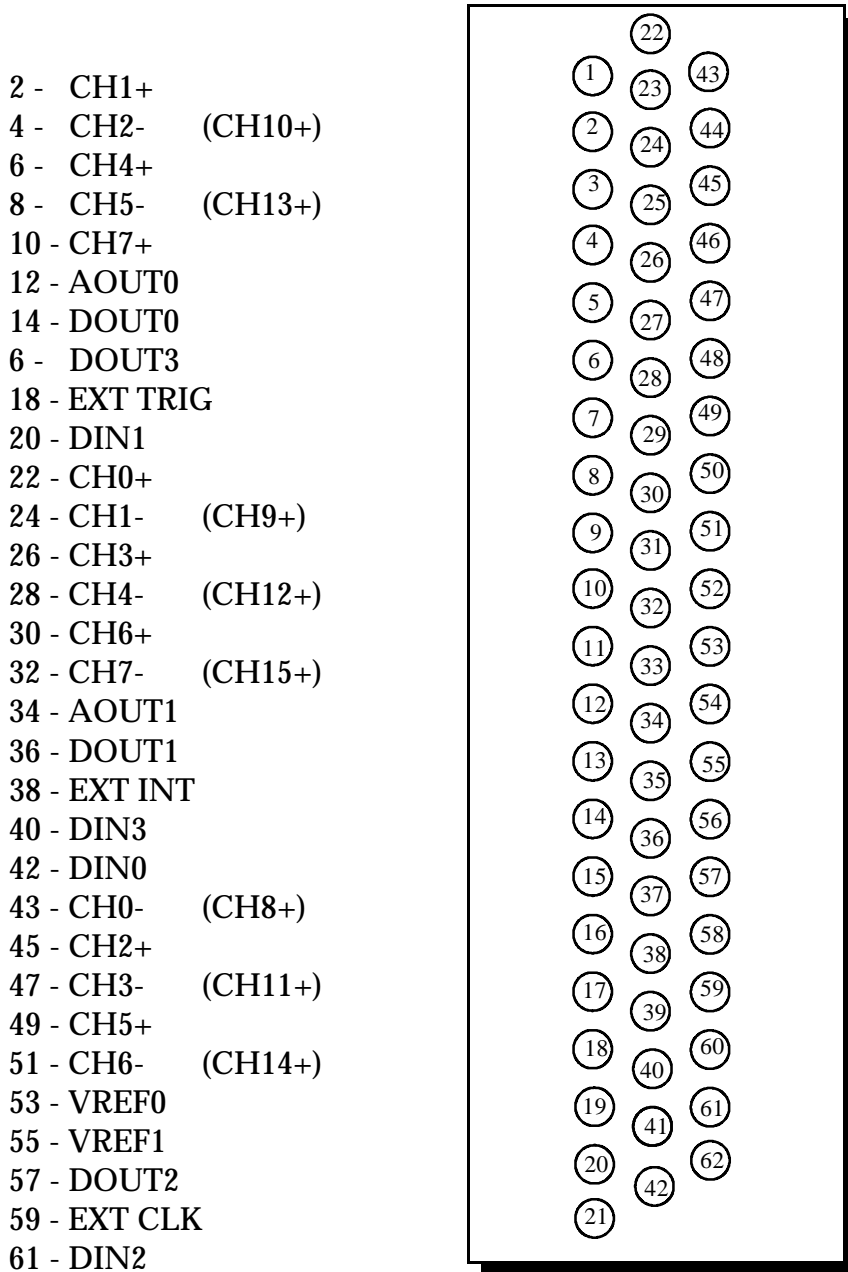 2 - CH1+
4 - CH2- (CH10+)
6 - CH4+
8 - CH5- (CH13+)
10 - CH7+
12 - AOUT0
14 - DOUT0
6 - DOUT3
18 - EXT TRIG
20 - DIN1
22 - CH0+
24 - CH1- (CH9+)
26 - CH3+
28 - CH4- (CH12+)
30 - CH6+
32 - CH7- (CH15+)
34 - AOUT1
36 - DOUT1
38 - EXT INT
40 - DIN3
42 - DIN0
43 - CH0- (CH8+)
45 - CH2+
47 - CH3- (CH11+)
49 - CH5+
51 - CH6- (CH14+)
53 - VREF0
55 - VREF1
57 - DOUT2
59 - EXT CLK
61 - DIN2
22
1 23 43
2 24 44
3 25 45
4 26 46
5 27 47
6 28 48
7 29 49
8 30 50
9 31 51
10 32 52
11 33 53
12 34 54
13 35 55
14 36 56
15 37 57
16 38 58
17 39 59
18 40 60
19 41 61
20 42 62
21